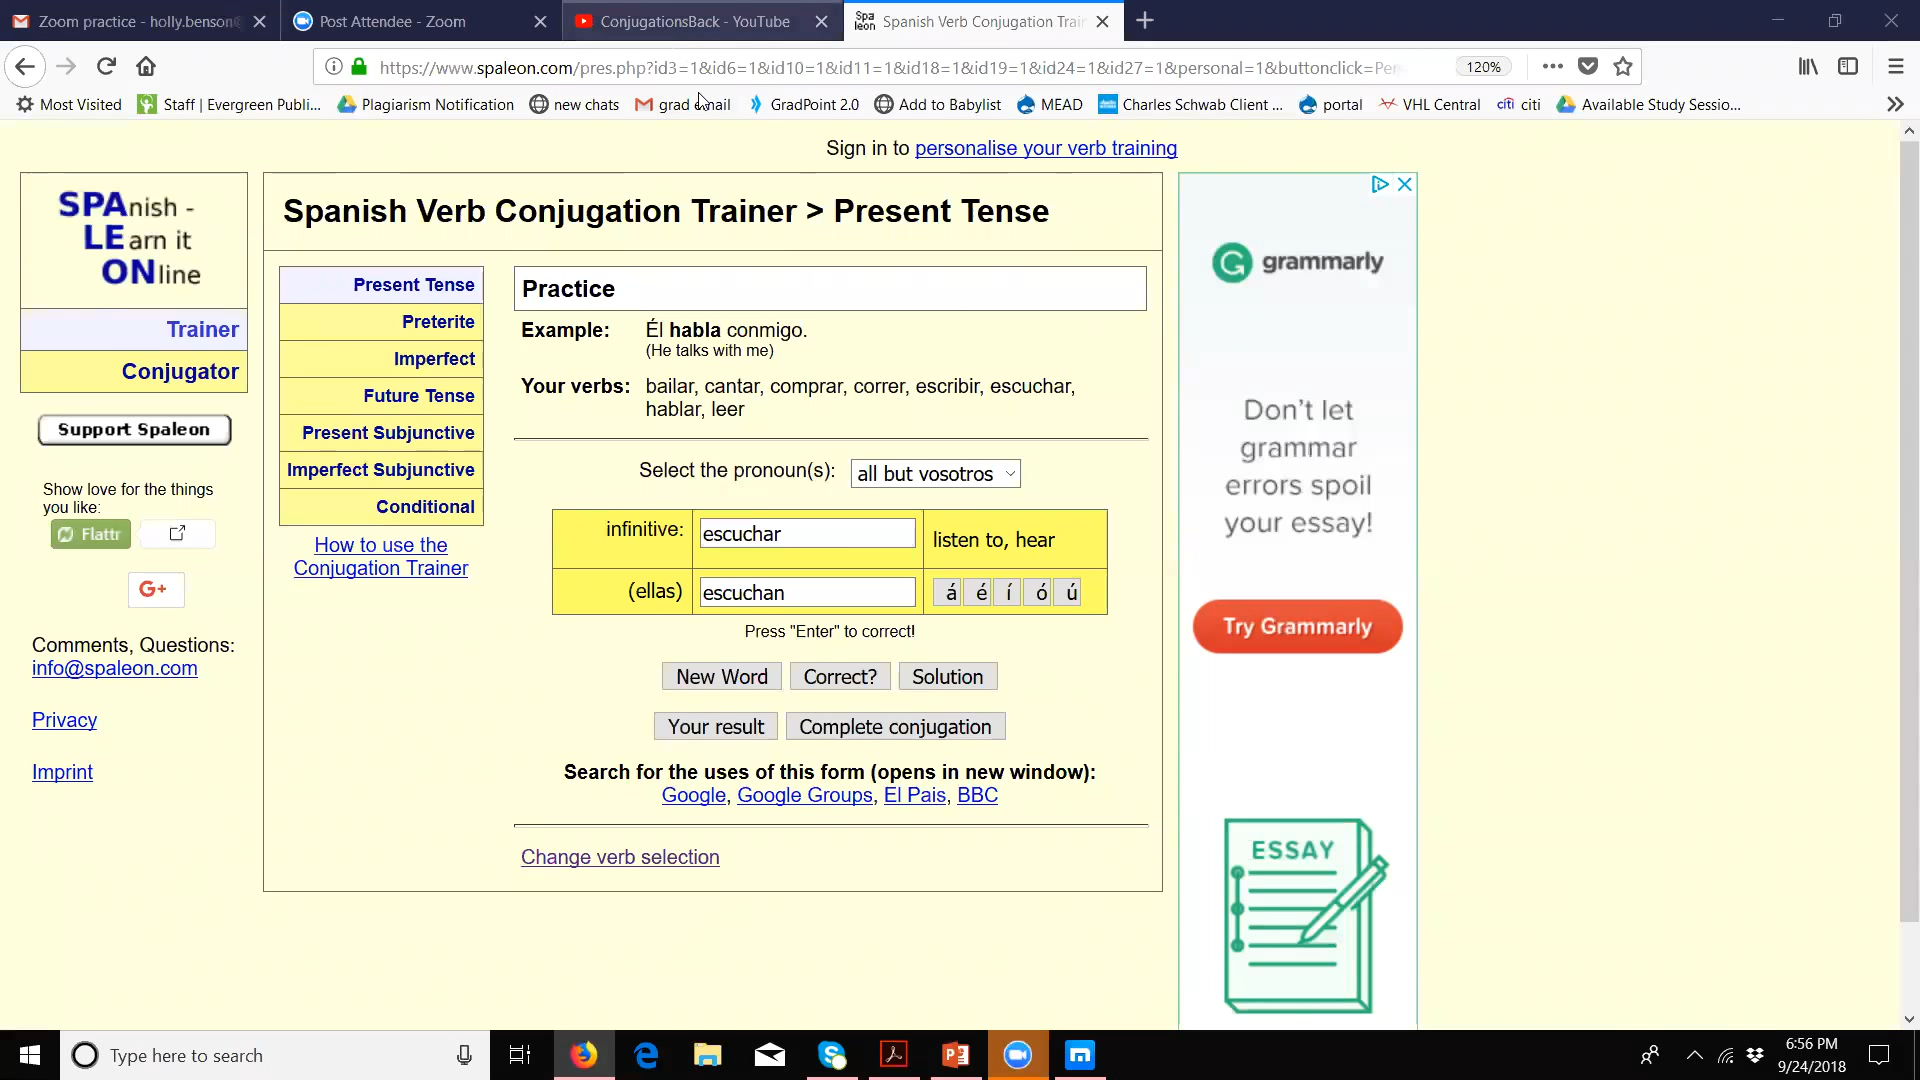 Zoom practice - holly.benson@
Post Attendee - Zoom
ConjugationsBack - YouTube
Spa leon
Spanish Verb Conjugation Train
https://www.spaleon.com/pres.php?id3=1&id6=1&id10=1&id11=1&id18=1&id19=1&id24=1&id27=1&personal=1&buttonclick=Per
120%
Most Visited
Staff | Evergreen Publi...
Plagiarism Notification
new chats
grad email
GradPoint 2.0
Add to Babylist
MEAD
Charles Schwab Client ...
portal
VHL Central
citi citi
Available Study Sessio...
Sign in to personalise your verb training
SPAnish -
LEarn it
ONline
Trainer
Conjugator
Support Spaleon
Show love for the things
you like:
Flattr
G+
Comments, Questions:
info@spaleon.com
Privacy
Imprint
Spanish Verb Conjugation Trainer > Present Tense
Present Tense
Preterite
Imperfect
Future Tense
Present Subjunctive
Imperfect Subjunctive
Conditional
How to use the
Conjugation Trainer
Practice
Example: Él habla conmigo.
(He talks with me)
Your verbs: bailar, cantar, comprar, correr, escribir, escuchar,
hablar, leer
Select the pronoun(s): all but vosotros
infinitive: escuchar listen to, hear
(ellas) escuchan á é í ó ú
Press "Enter" to correct!
New Word Correct? Solution
Your result Complete conjugation
Search for the uses of this form (opens in new window):
Google, Google Groups, El Pais, BBC
Change verb selection
grammarly
Don't let
grammar
errors spoil
your essay!
Try Grammarly
ESSAY
Type here to search
6:56 PM
9/24/2018